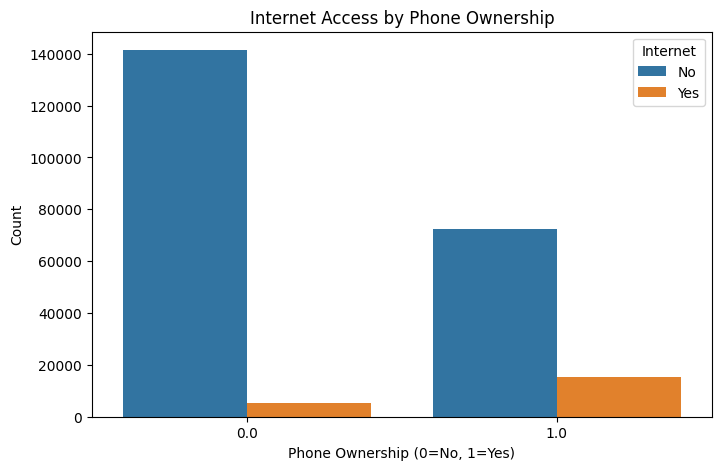 Internet Access by Phone Ownership
Internet
No
Yes
140000
120000
100000
80000
60000
40000
20000
0
Count
0.0
1.0
Phone Ownership (0=No, 1=Yes)